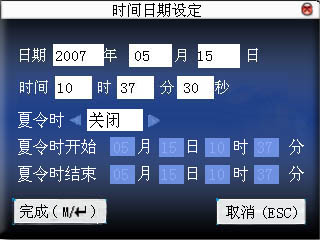 时间日期设定
日期 2007 年 05 月 15 日
时间 10 时 37 分 30 秒
夏令时 关闭
夏令时开始 05 月 15 日 10 时 37 分
夏令时结束 05 月 15 日 10 时 37 分
完成(M/↵) 取消(ESC)